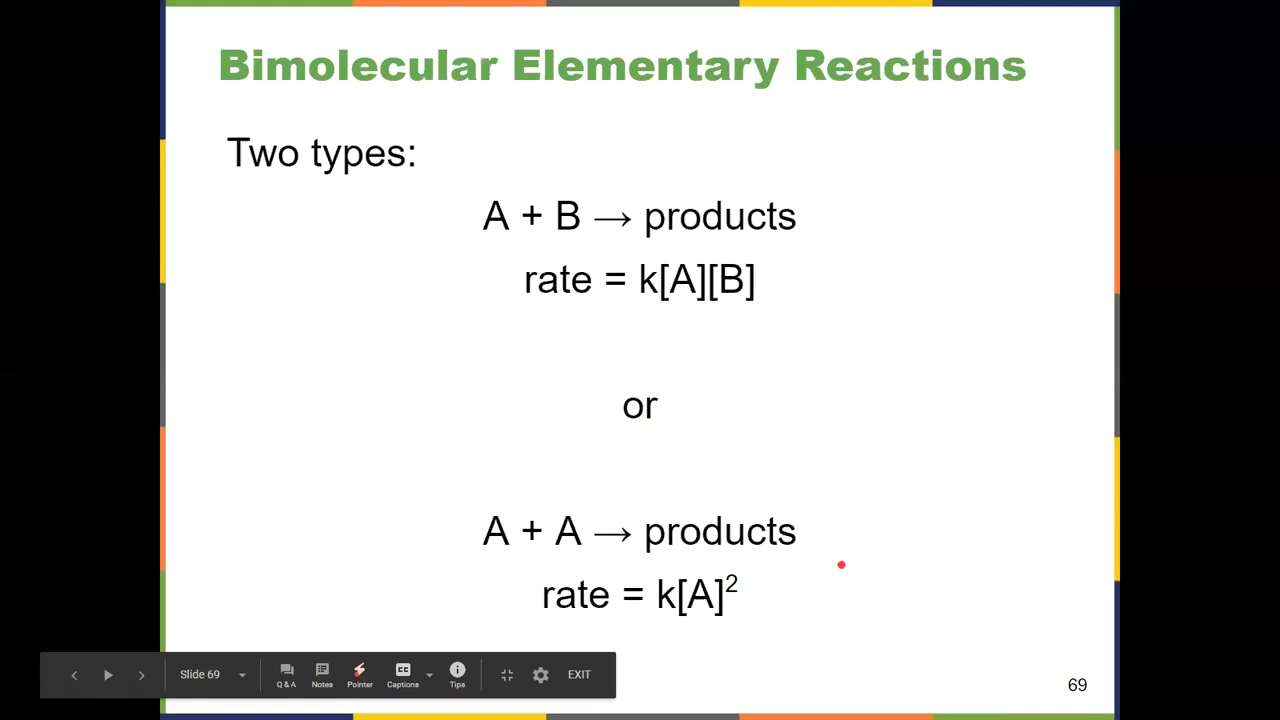 Bimolecular Elementary Reactions
Two types:
A + B → products
rate = k[A][B]
or
A + A → products
rate = k[A]²
Slide 69
Q & A
Notes
Pointer
CC
Captions
Tips
EXIT
69